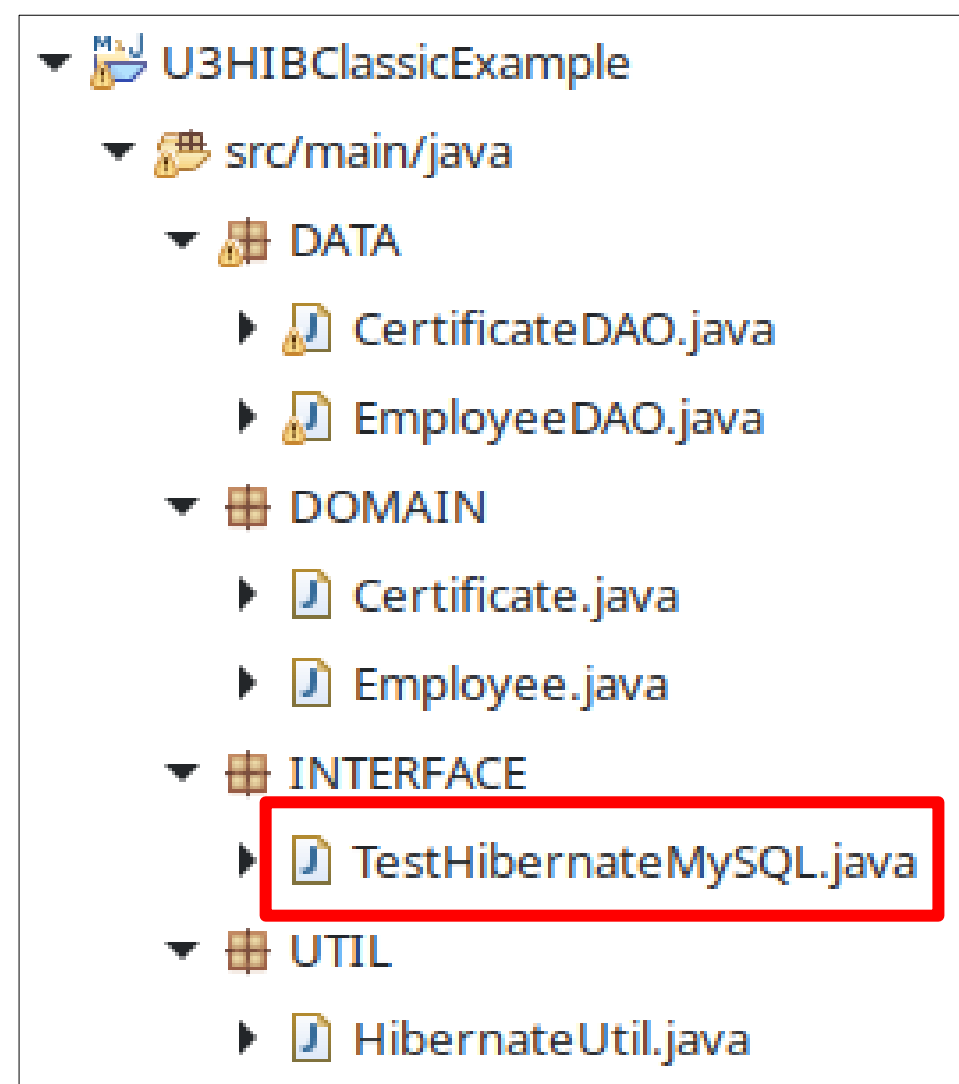 U3HIBClassicExample
src/main/java
DATA
CertificateDAO.java
EmployeeDAO.java
DOMAIN
Certificate.java
Employee.java
INTERFACE
TestHibernateMySQL.java
UTIL
HibernateUtil.java